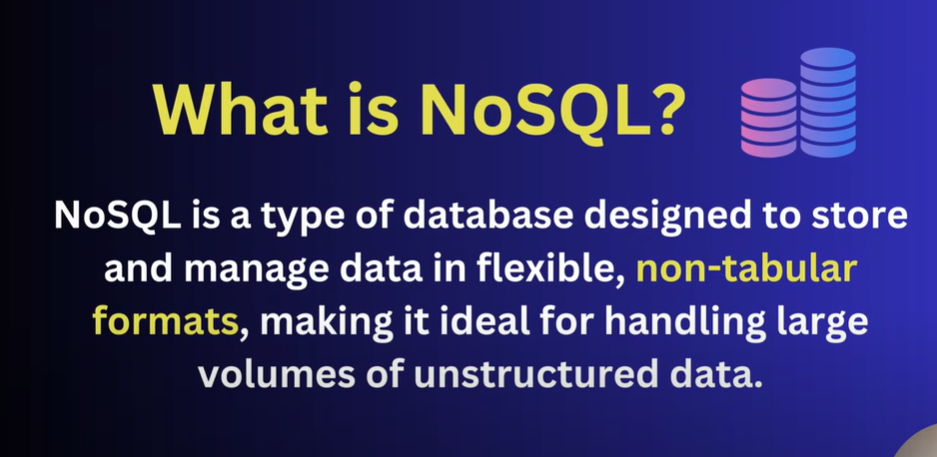 What is NoSQL?
NoSQL is a type of database designed to store
and manage data in flexible, non-tabular
formats, making it ideal for handling large
volumes of unstructured data.